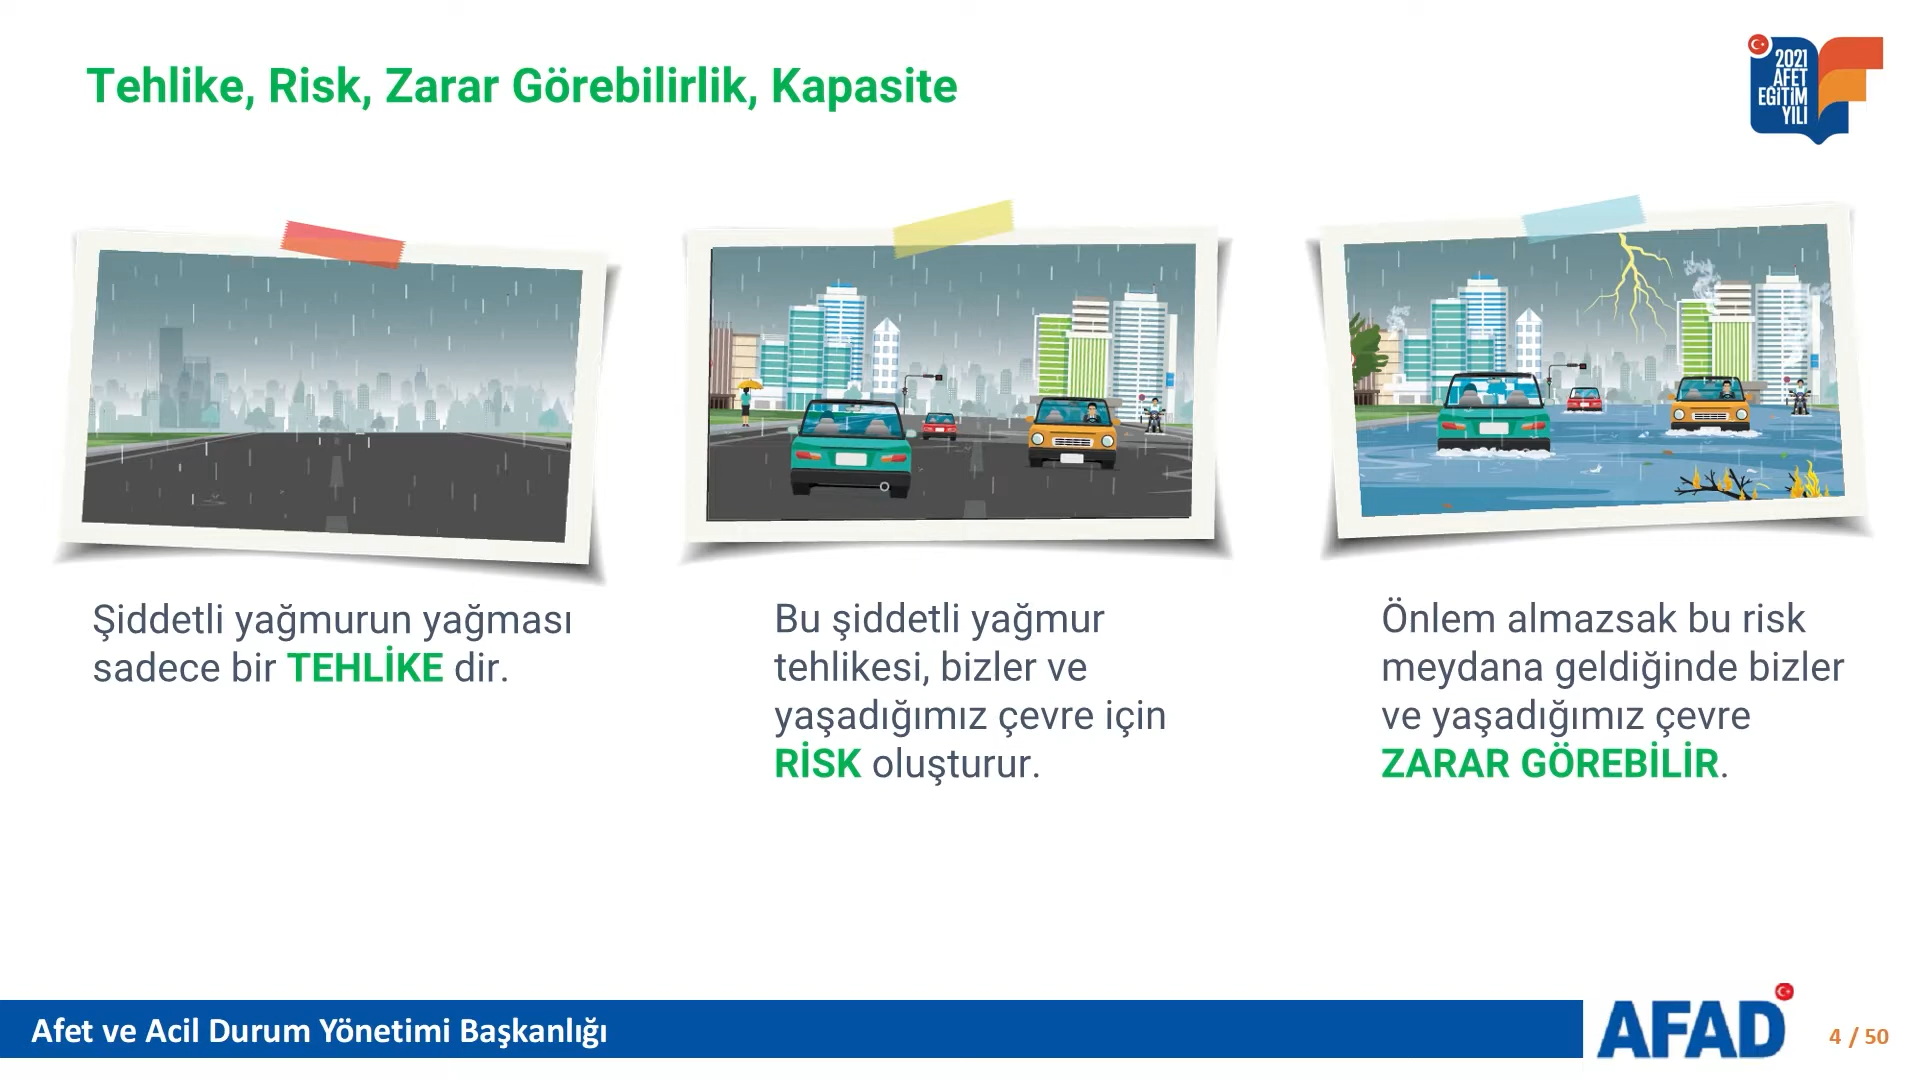 Tehlike, Risk, Zarar Görebilirlik, Kapasite
2021
AFET
EĞİTİM
YILI
Şiddetli yağmurun yağması
sadece bir TEHLİKE dir.
Bu şiddetli yağmur
tehlikesi, bizler ve
yaşadığımız çevre için
RİSK oluşturur.
Önlem almazsak bu risk
meydana geldiğinde bizler
ve yaşadığımız çevre
ZARAR GÖREBİLİR.
Afet ve Acil Durum Yönetimi Başkanlığı
AFAD
4 / 50